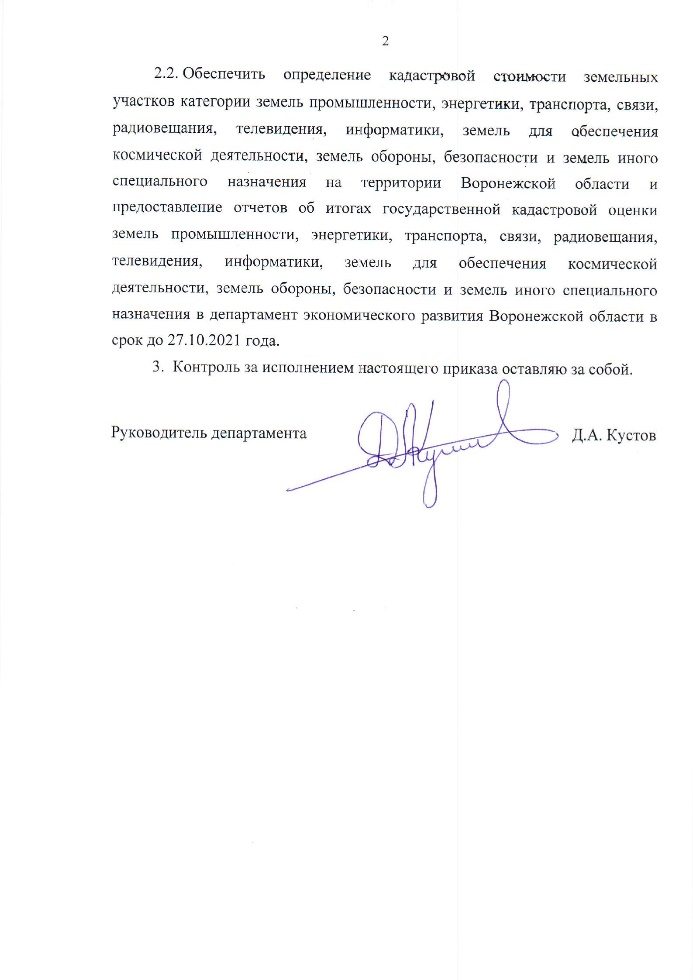 2
2.2. Обеспечить определение кадастровой стоимости земельных
участков категории земель промышленности, энергетики, транспорта, связи,
радиовещания, телевидения, информатики, земель для обеспечения
космической деятельности, земель обороны, безопасности и земель иного
специального назначения на территории Воронежской области и
предоставление отчетов об итогах государственной кадастровой оценки
земель промышленности, энергетики, транспорта, связи, радиовещания,
телевидения, информатики, земель для обеспечения космической
деятельности, земель обороны, безопасности и земель иного специального
назначения в департамент экономического развития Воронежской области в
срок до 27.10.2021 года.
3. Контроль за исполнением настоящего приказа оставляю за собой.
Руководитель департамента Д.А. Кустов